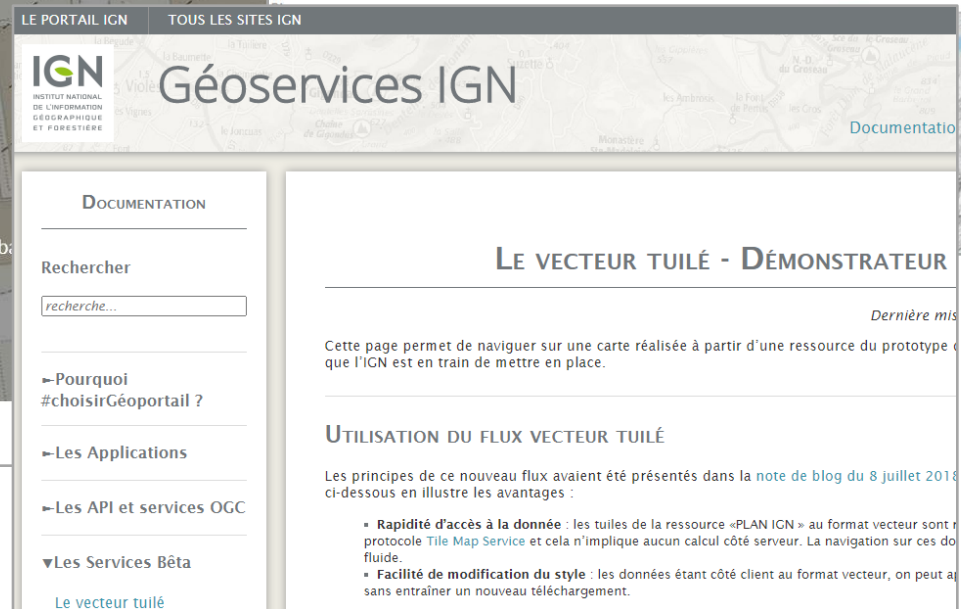 LE PORTAIL IGN
TOUS LES SITES IGN
IGN
INSTITUT NATIONAL
DE L'INFORMATION
GÉOGRAPHIQUE
ET FORESTIÈRE
Géoservices IGN
Documentatio
DOCUMENTATION
Rechercher
recherche...
►Pourquoi
#choisirGéoportail ?
►Les Applications
►Les API et services OGC
▼Les Services Bêta
Le vecteur tuilé
LE VECTEUR TUILÉ - DÉMONSTRATEUR
Dernière mis
Cette page permet de naviguer sur une carte réalisée à partir d'une ressource du prototype
que l'IGN est en train de mettre en place.
UTILISATION DU FLUX VECTEUR TUILÉ
Les principes de ce nouveau flux avaient été présentés dans la note de blog du 8 juillet 2018
ci-dessous en illustre les avantages :
▪ Rapidité d'accès à la donnée : les tuiles de la ressource «PLAN IGN » au format vecteur sont
protocole Tile Map Service et cela n'implique aucun calcul côté serveur. La navigation sur ces do
fluide.
▪ Facilité de modification du style : les données étant côté client au format vecteur, on peut ap
sans entraîner un nouveau téléchargement.